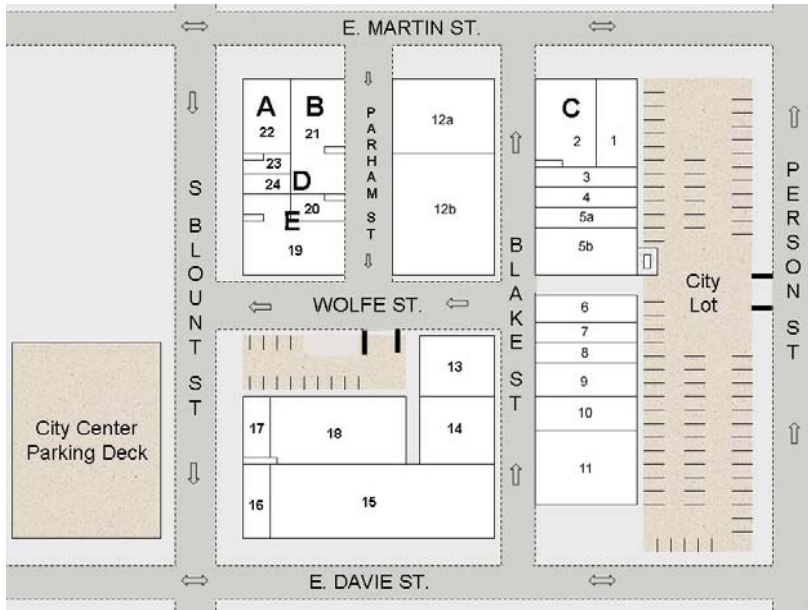 E. MARTIN ST.
A
B
C
22
21
12a
2
1
23
24
D
3
4
20
E
5a
19
12b
5b
PARHAM ST
S BLOUNT ST
BLAKE ST
PERSON ST
City
Lot
WOLFE ST.
6
7
8
13
9
City Center
Parking Deck
17
18
14
10
11
16
15
E. DAVIE ST.